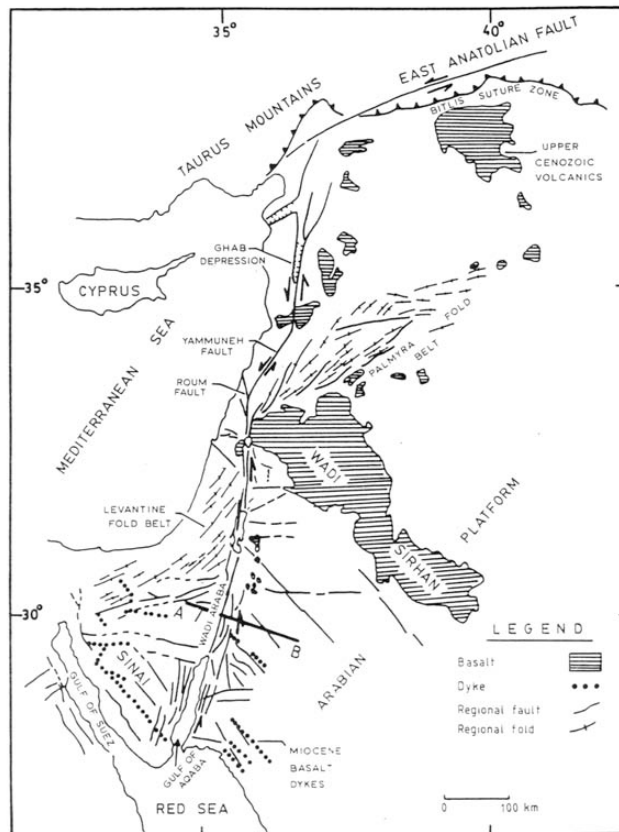 35°
40°
EAST ANATOLIAN FAULT
BITLIS SUTURE ZONE
TAURUS MOUNTAINS
UPPER
CENOZOIC
VOLCANICS
GHAB
DEPRESSION
35°
CYPRUS
MEDITERRANEAN SEA
YAMMUNEH
FAULT
PALMYRA FOLD
BELT
ROUM
FAULT
WADI
SIRHAN
LEVANTINE
FOLD BELT
ARABIAN PLATFORM
30°
A
WADI ARABA
B
SINAI
GULF OF SUEZ
GULF OF
AQABA
MIOCENE
BASALT
DYKES
RED SEA
LEGEND
Basalt
Dyke
Regional fault
Regional fold
0 100 km